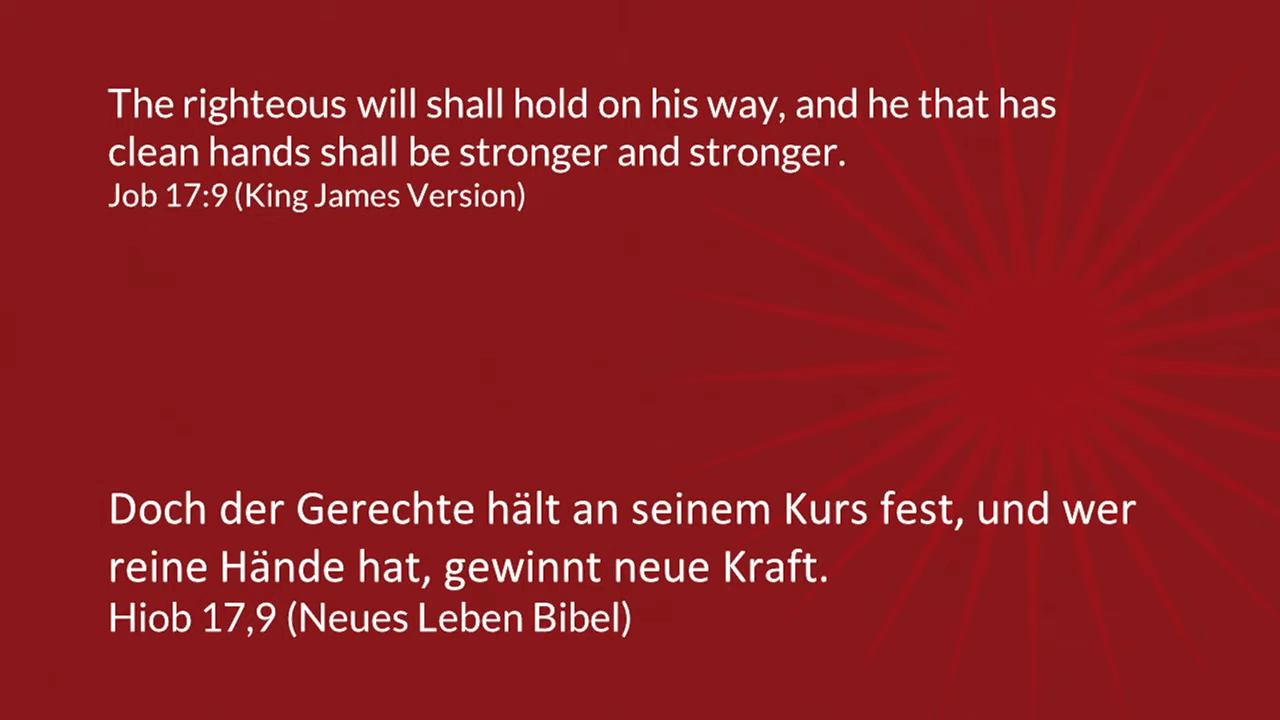 The righteous will shall hold on his way, and he that has
clean hands shall be stronger and stronger.
Job 17:9 (King James Version)
Doch der Gerechte hält an seinem Kurs fest, und wer
reine Hände hat, gewinnt neue Kraft.
Hiob 17,9 (Neues Leben Bibel)